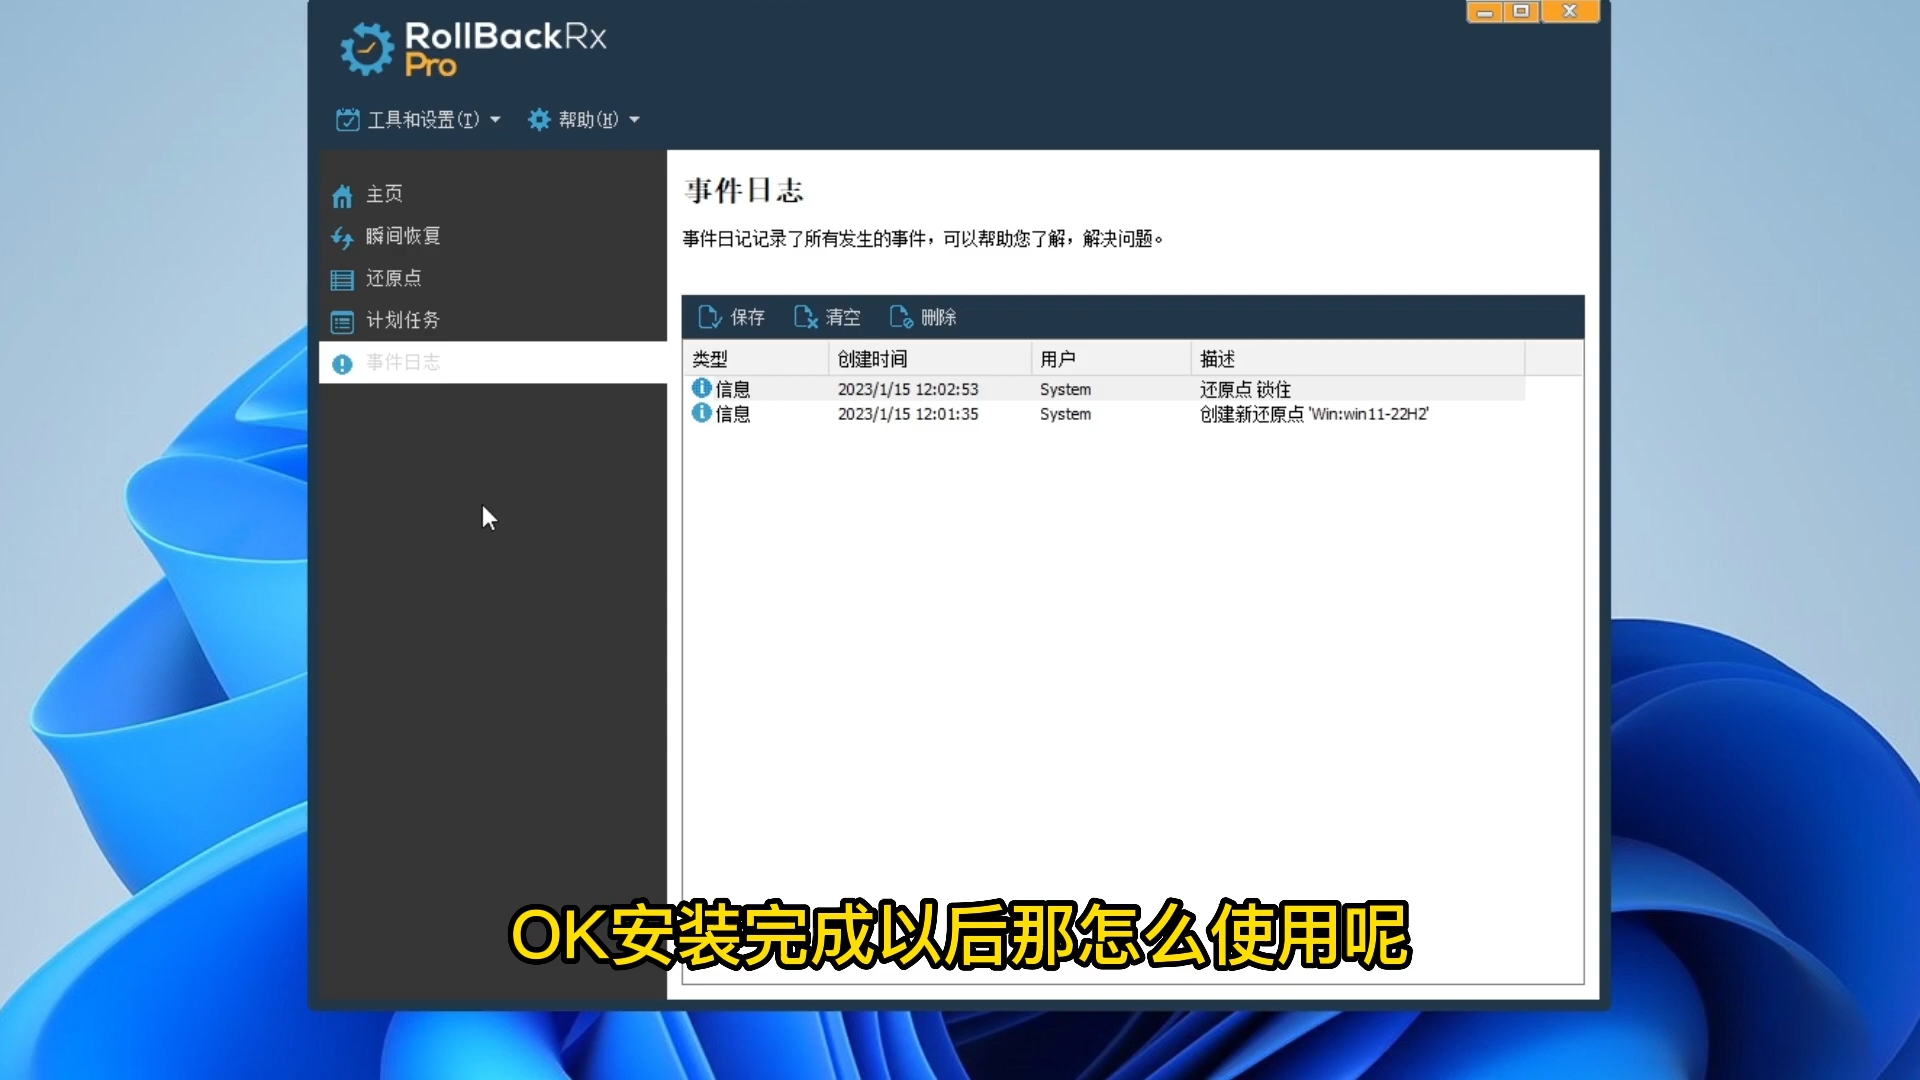 RollBackRx
Pro
工具和设置(T) 帮助(H)
主页
瞬间恢复
还原点
计划任务
事件日志
事件日志
事件日记记录了所有发生的事件，可以帮助您了解，解决问题。
保存 清空 删除
类型 创建时间 用户 描述
信息 2023/1/15 12:02:53 System 还原点 锁住
信息 2023/1/15 12:01:35 System 创建新还原点 'Win:win11-22H2'
OK安装完成以后那怎么使用呢